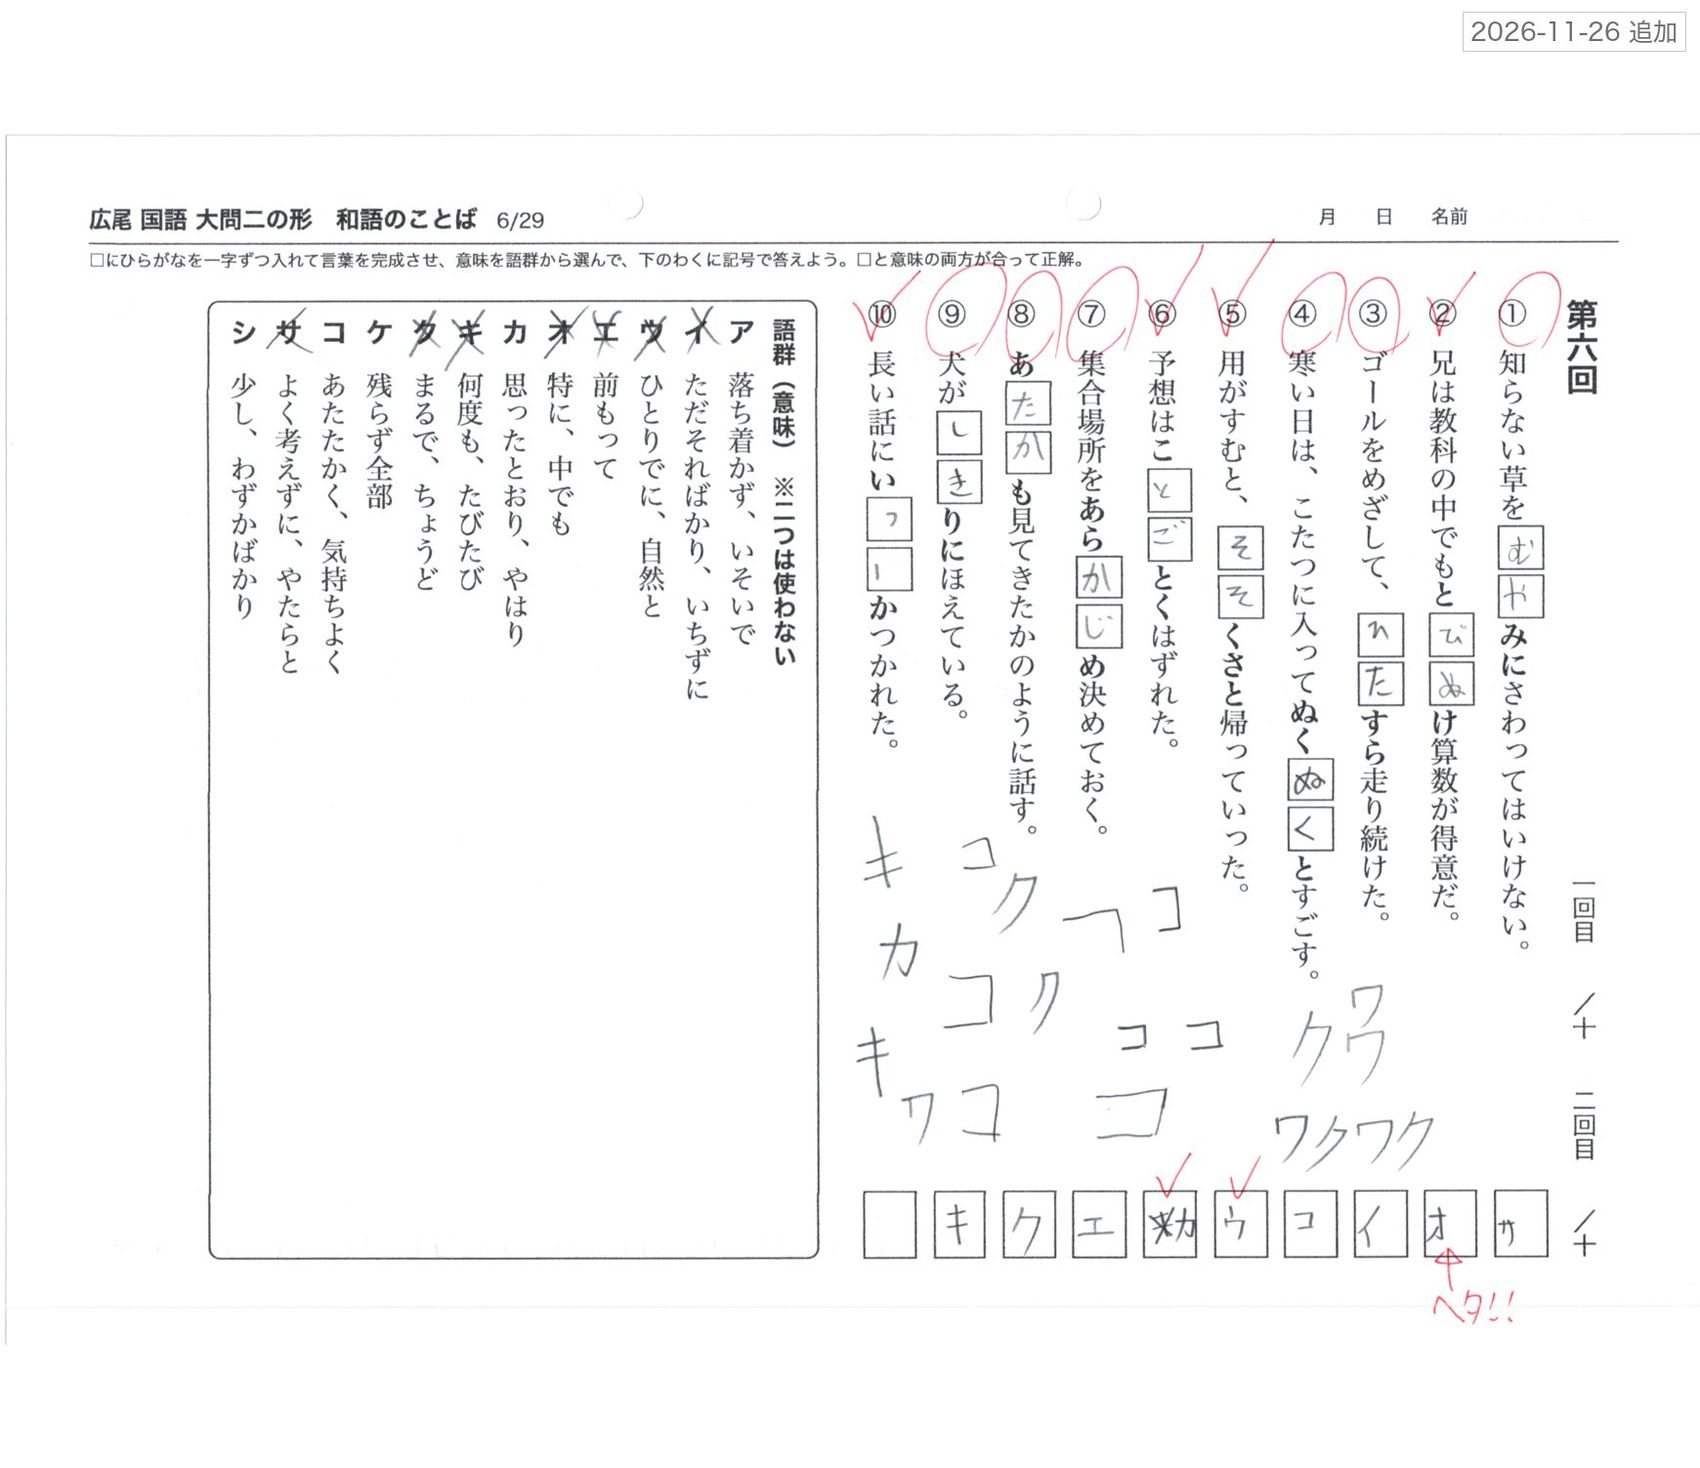 2026-11-26 追加
広尾 国語 大問二の形　和語のことば 6/29
月　日　名前
□にひらがなを一字ずつ入れて言葉を完成させ、意味を語群から選んで、下のわくに記号で答えよう。□と意味の両方が合って正解。
第六回　一回目　／十　二回目　／十
① 知らない草をむやみにさわってはいけない。 サ
② 兄は教科の中でもとびぬけ算数が得意だ。 オ
ヘタ!!
③ ゴールをめざして、ひたすら走り続けた。 イ
④ 寒い日は、こたつに入ってぬくぬくとすごす。 コ
⑤ 用がすむと、そそくさと帰っていった。 ウ
⑥ 予想はことごとくはずれた。 カ
⑦ 集合場所をあらかじめ決めておく。 エ
⑧ あたかも見てきたかのように話す。 ク
⑨ 犬がしきりにほえている。 キ
⑩ 長い話にいっーかつかれた。
ワ
クワ
ワクワク
コ
コ コ
コ
コ
ク
コ ク
ワコ
キ
カ
キ
語群（意味）　※二つは使わない
ア 落ち着かず、いそいで
イ ただそればかり、いちずに
ウ ひとりでに、自然と
エ 前もって
オ 特に、中でも
カ 思ったとおり、やはり
キ 何度も、たびたび
ク まるで、ちょうど
ケ 残らず全部
コ あたたかく、気持ちよく
サ よく考えずに、やたらと
シ 少し、わずかばかり